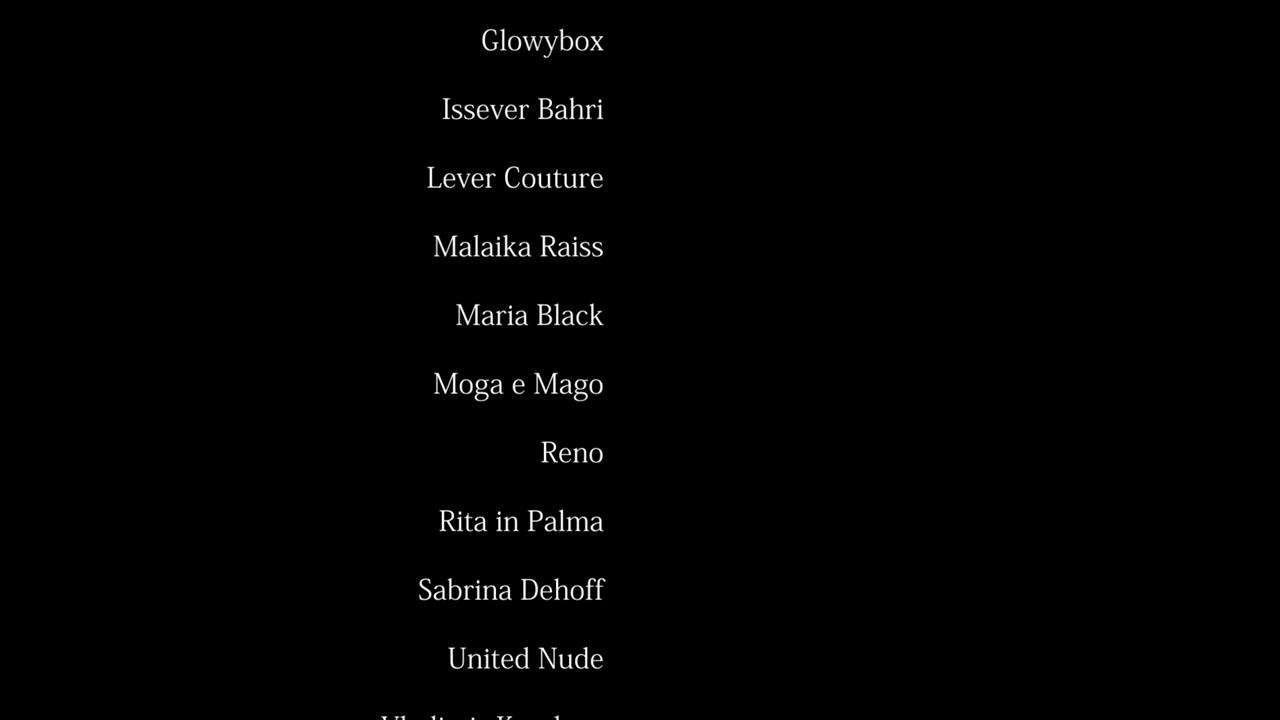 Glowybox
Issever Bahri
Lever Couture
Malaika Raiss
Maria Black
Moga e Mago
Reno
Rita in Palma
Sabrina Dehoff
United Nude